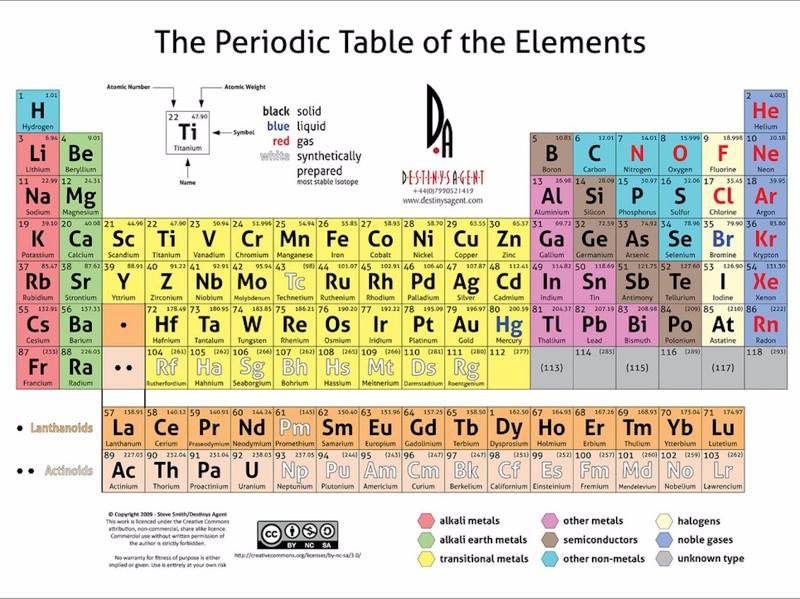 The Periodic Table of the Elements
Atomic Number Atomic Weight
22 47.90
Ti
Titanium
Symbol
Name
black solid
blue liquid
red gas
white synthetically
prepared
most stable isotope
D.A
DESTINYSAGENT
+44(0)7990521419
www.destinysagent.com
1 1.01 2 4.003
H He
Hydrogen Helium
3 6.94 4 9.01 5 10.81 6 12.01 7 14.01 8 15.999 9 18.998 10 20.18
Li Be B C N O F Ne
Lithium Beryllium Boron Carbon Nitrogen Oxygen Fluorine Neon
11 22.99 12 24.31 13 26.98 14 28.09 15 30.97 16 32.06 17 35.45 18 39.95
Na Mg Al Si P S Cl Ar
Sodium Magnesium Aluminium Silicon Phosphorus Sulfur Chlorine Argon
19 39.10 20 40.08 21 44.96 22 47.90 23 50.94 24 51.996 25 54.94 26 55.85 27 58.93 28 58.70 29 63.55 30 65.37 31 69.72 32 72.59 33 74.92 34 78.96 35 79.90 36 83.80
K Ca Sc Ti V Cr Mn Fe Co Ni Cu Zn Ga Ge As Se Br Kr
Potassium Calcium Scandium Titanium Vanadium Chromium Manganese Iron Cobalt Nickel Copper Zinc Gallium Germanium Arsenic Selenium Bromine Krypton
37 85.47 38 87.62 39 88.91 40 91.22 41 92.91 42 95.94 43 (98) 44 101.07 45 102.91 46 106.40 47 107.87 48 112.41 49 114.82 50 118.69 51 121.75 52 127.60 53 126.90 54 131.30
Rb Sr Y Zr Nb Mo Tc Ru Rh Pd Ag Cd In Sn Sb Te I Xe
Rubidium Strontium Yttrium Zirconium Niobium Molybdenum Technetium Ruthenium Rhodium Palladium Silver Cadmium Indium Tin Antimony Tellurium Iodine Xenon
55 132.91 56 137.33 72 178.49 73 180.95 74 183.85 75 186.21 76 190.20 77 192.22 78 195.09 79 196.97 80 200.59 81 204.37 82 207.19 83 208.98 84 (209) 85 (210) 86 (222)
Cs Ba • Hf Ta W Re Os Ir Pt Au Hg Tl Pb Bi Po At Rn
Cesium Barium Hafnium Tantalum Tungsten Rhenium Osmium Iridium Platinum Gold Mercury Thallium Lead Bismuth Polonium Astatine Radon
87 (233) 88 226.03 104 (261) 105 (262) 106 (266) 107 (262) 108 (265) 109 (266) 110 (271) 111 (280) 112 (277) 114 (285) 116 (289) 118 (293)
Fr Ra •• Rf Ha Sg Bh Hs Mt Ds Rg (113) (115) (117)
Francium Radium Rutherfordium Hahnium Seaborgium Bohrium Hassium Meitnerium Darmstadtium Roentgenium
57 138.91 58 140.12 59 140.91 60 144.24 61 (145) 62 150.40 63 151.96 64 157.25 65 158.93 66 162.50 67 164.93 68 167.26 69 168.93 70 173.04 71 174.97
• Lanthanoids La Ce Pr Nd Pm Sm Eu Gd Tb Dy Ho Er Tm Yb Lu
Lanthanum Cerium Praseodymium Neodymium Promethium Samarium Europium Gadolinium Terbium Dysprosium Holmium Erbium Thulium Ytterbium Lutetium
89 227.03 90 232.04 91 231.04 92 238.03 93 237.05 94 (244) 95 (243) 96 (247) 97 (247) 98 (251) 99 (252) 100 (257) 101 (260) 102 (259) 103 (262)
•• Actinoids Ac Th Pa U Np Pu Am Cm Bk Cf Es Fm Md No Lr
Actinium Thorium Proactinium Uranium Neptunium Plutonium Americium Curium Berkelium Californium Einsteinium Fermium Mendelevium Nobelium Lawrencium
© Copyright 2009 - Steve Smith/Destinys Agent
This work is licenced under the Creative Commons
attribution, non-commercial, share alike licence.
Commercial use without written permission of
the author is strictly forbidden.
No warranty for fitness of purpose is either
implied or given. Use is entirely at your own risk
CC BY NC SA
http://creativecommons.org/licenses/by-nc-sa/3.0/
alkali metals other metals halogens
alkali earth metals semiconductors noble gases
transitional metals other non-metals unknown type